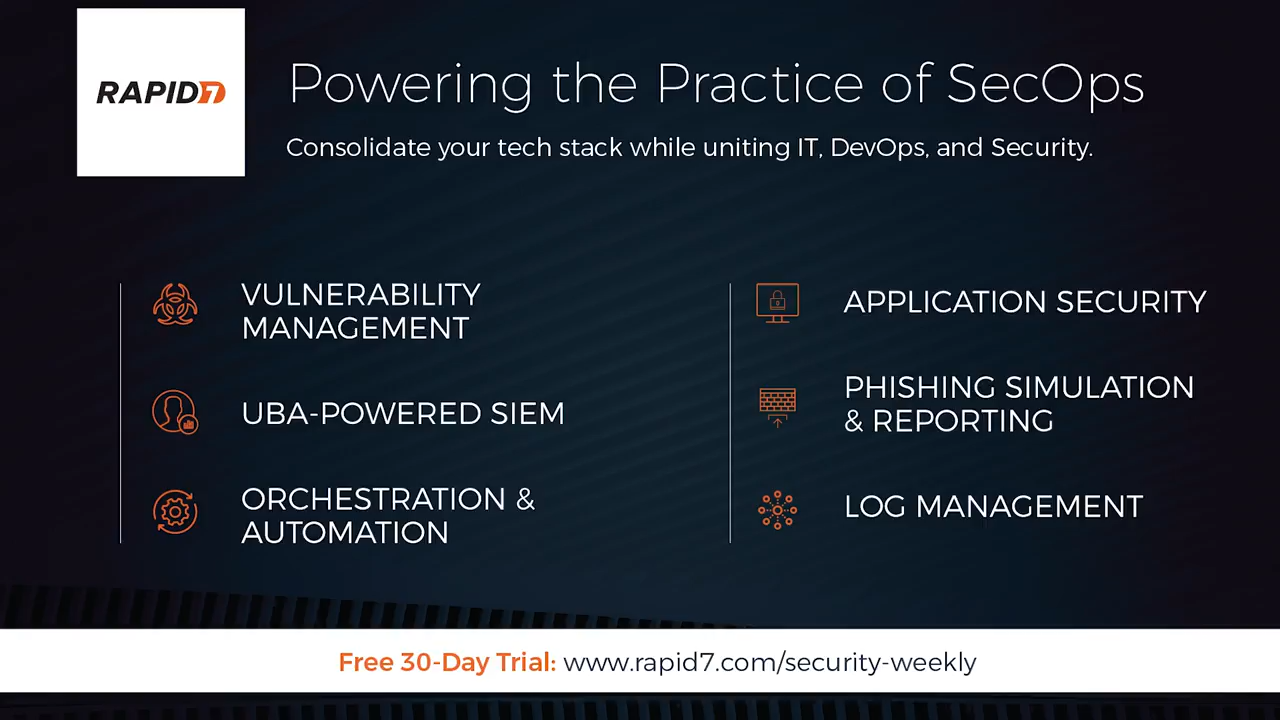 RAPID7
Powering the Practice of SecOps
Consolidate your tech stack while uniting IT, DevOps, and Security.
VULNERABILITY
MANAGEMENT
UBA-POWERED SIEM
ORCHESTRATION &
AUTOMATION
APPLICATION SECURITY
PHISHING SIMULATION
& REPORTING
LOG MANAGEMENT
Free 30-Day Trial: www.rapid7.com/security-weekly